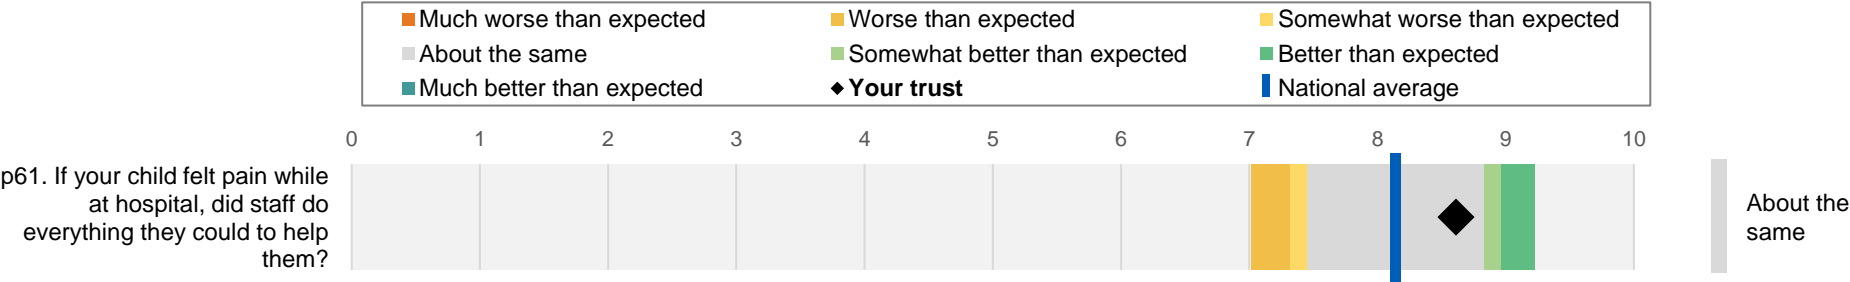 Much worse than expected
Worse than expected
Somewhat worse than expected
About the same
Somewhat better than expected
Better than expected
Much better than expected
Your trust
National average
0 1 2 3 4 5 6 7 8 9 10
p61. If your child felt pain while
at hospital, did staff do
everything they could to help
them?
About the
same